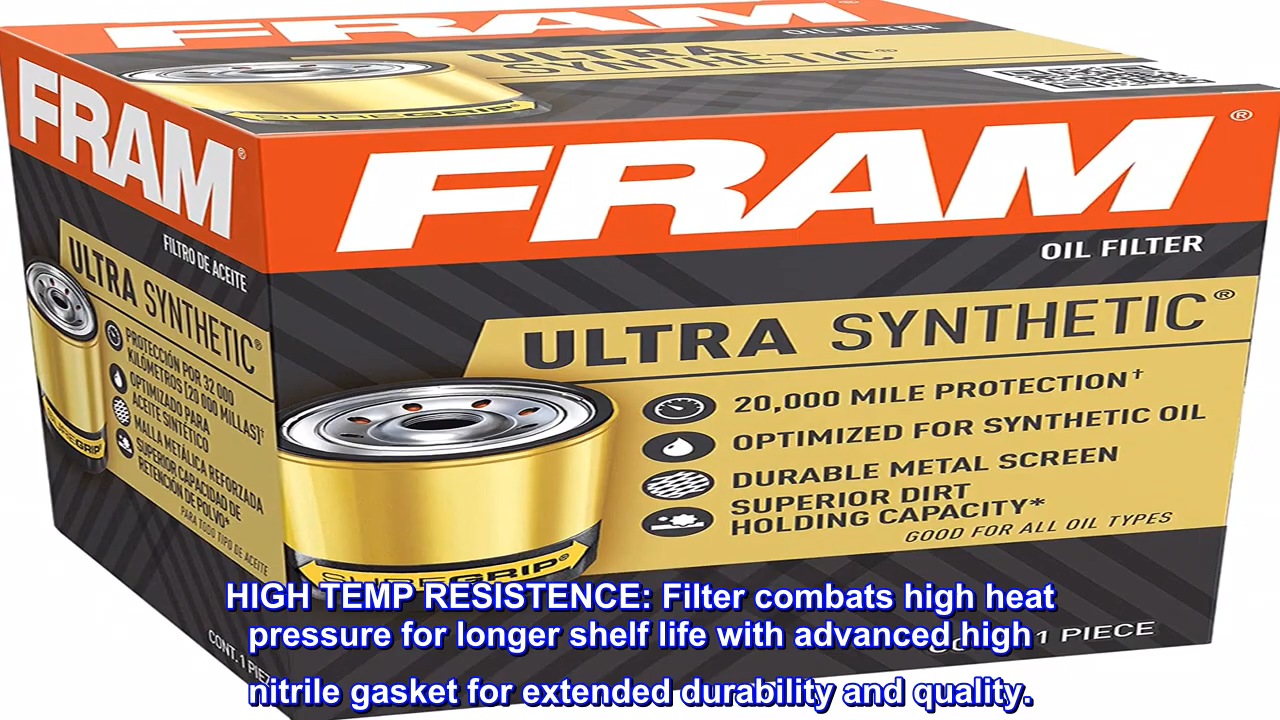 FRAM
OIL FILTER
ULTRA
SYNTHETIC®
SUREGRIP®
FRAM®
FILTRO DE ACEITE
ULTRA SYNTHETIC®
PROTECCIÓN POR 32 000
KILÓMETROS (20 000 MILLAS)†
OPTIMIZADO PARA
ACEITE SINTÉTICO
MALLA METÁLICA REFORZADA
SUPERIOR CAPACIDAD DE
RETENCIÓN DE POLVO*
PARA TODO TIPO DE ACEITE
SUREGRIP
CONT. 1
FRAM®
OIL FILTER
ULTRA SYNTHETIC®
20,000 MILE PROTECTION†
OPTIMIZED FOR SYNTHETIC OIL
DURABLE METAL SCREEN
SUPERIOR DIRT
HOLDING CAPACITY*
GOOD FOR ALL OIL TYPES
SUREGRIP
1 PIECE
HIGH TEMP RESISTENCE: Filter combats high heat
pressure for longer shelf life with advanced high
nitrile gasket for extended durability and quality.